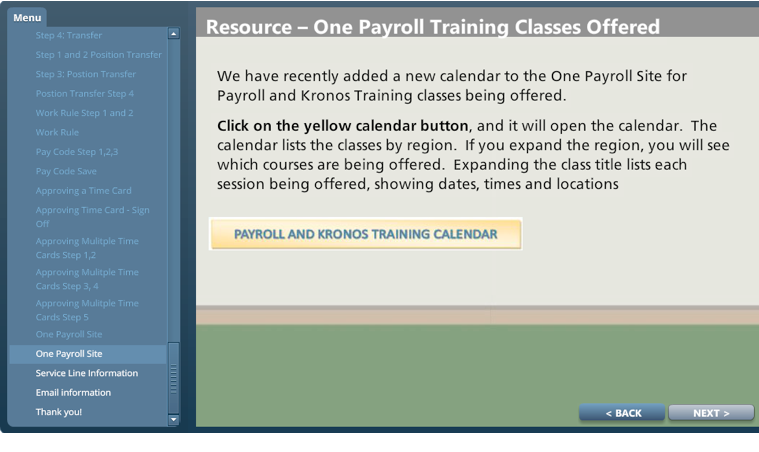 Menu
Step 4: Transfer
Step 1 and 2 Position Transfer
Step 3: Postion Transfer
Postion Transfer Step 4
Work Rule Step 1 and 2
Work Rule
Pay Code Step 1,2,3
Pay Code Save
Approving a Time Card
Approving Time Card - Sign
Off
Approving Mulitple Time
Cards Step 1,2
Approving Mulitple Time
Cards Step 3, 4
Approving Mulitple Time
Cards Step 5
One Payroll Site
One Payroll Site
Service Line Information
Email information
Thank you!
Resource – One Payroll Training Classes Offered
We have recently added a new calendar to the One Payroll Site for
Payroll and Kronos Training classes being offered.
Click on the yellow calendar button, and it will open the calendar. The
calendar lists the classes by region. If you expand the region, you will see
which courses are being offered. Expanding the class title lists each
session being offered, showing dates, times and locations
PAYROLL AND KRONOS TRAINING CALENDAR
< BACK
NEXT >